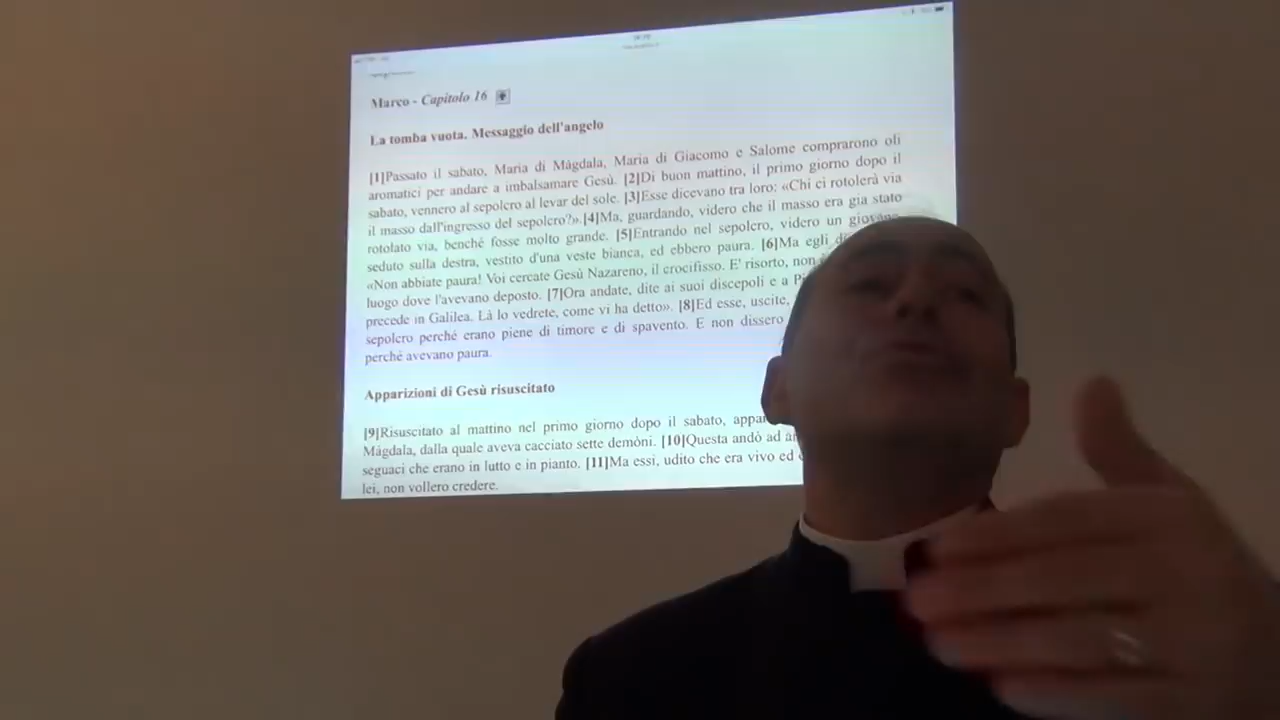 Marco - Capitolo 16
La tomba vuota. Messaggio dell'angelo
[1]Passato il sabato, Maria di Màgdala, Maria di Giacomo e Salome comprarono oli
aromatici per andare a imbalsamare Gesù. [2]Di buon mattino, il primo giorno dopo il
sabato, vennero al sepolcro al levar del sole. [3]Esse dicevano tra loro: «Chi ci rotolerà via
il masso dall'ingresso del sepolcro?». [4]Ma, guardando, videro che il masso era già stato
rotolato via, benché fosse molto grande. [5]Entrando nel sepolcro, videro un giovane
seduto sulla destra, vestito d'una veste bianca, ed ebbero paura. [6]Ma egli
«Non abbiate paura! Voi cercate Gesù Nazareno, il crocifisso. E' risorto, non
luogo dove l'avevano deposto. [7]Ora andate, dite ai suoi discepoli e a
precede in Galilea. Là lo vedrete, come vi ha detto». [8]Ed esse, uscite,
sepolcro perché erano piene di timore e di spavento. E non dissero
perché avevano paura.
Apparizioni di Gesù risuscitato
[9]Risuscitato al mattino nel primo giorno dopo il sabato,
Màgdala, dalla quale aveva cacciato sette demòni. [10]Questa andò ad
seguaci che erano in lutto e in pianto. [11]Ma essi, udito che era vivo ed
lei, non vollero credere.